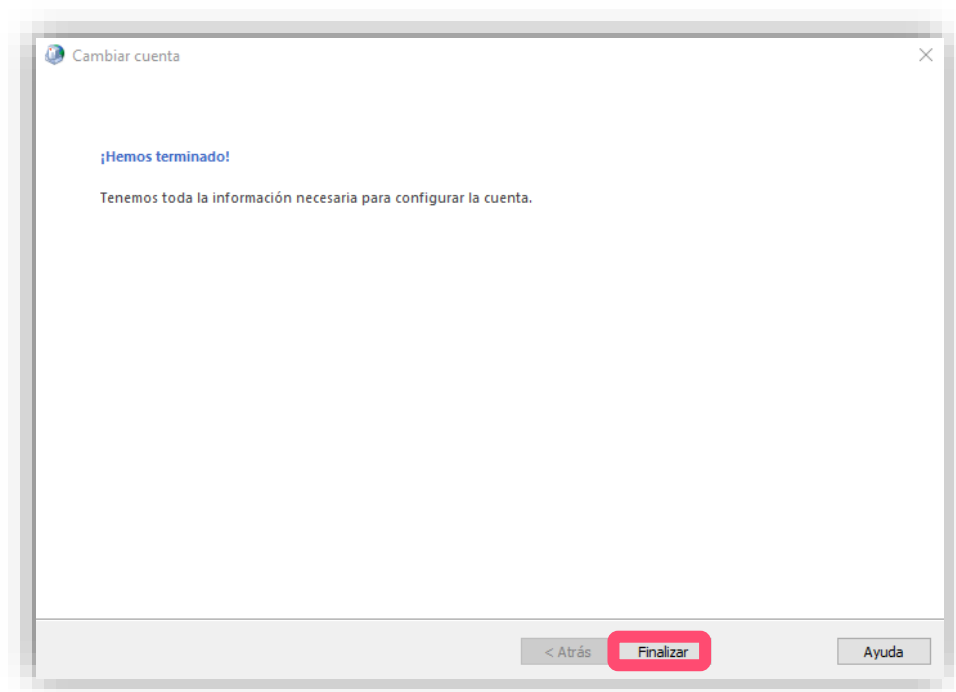 Cambiar cuenta
¡Hemos terminado!
Tenemos toda la información necesaria para configurar la cuenta.
< Atrás
Finalizar
Ayuda